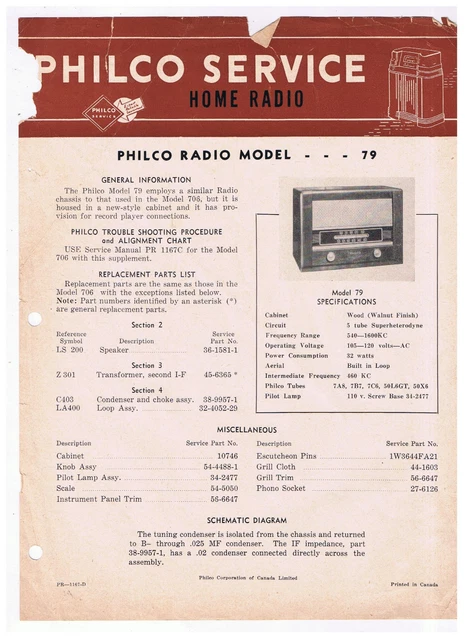 PHILCO SERVICE
HOME RADIO
PHILCO
SERVICE
PHILCO RADIO MODEL - - - 79
GENERAL INFORMATION
The Philco Model 79 employs a similar Radio
chassis to that used in the Model 706, but it is
housed in a new-style cabinet and it has pro-
vision for record player connections.
PHILCO TROUBLE SHOOTING PROCEDURE
and ALIGNMENT CHART
USE Service Manual PR 1167C for the Model
706 with this supplement.
REPLACEMENT PARTS LIST
Replacement parts are the same as those in the
Model 706 with the exceptions listed below.
Note: Part numbers identified by an asterisk (*)
are general replacement parts.
Section 2
Reference Service
Symbol Description Part No.
LS 200 Speaker 36-1581-1
Section 3
Z 301 Transformer, second I-F 45-6365 *
Section 4
C403 Condenser and choke assy. 38-9957-1
LA400 Loop Assy. 32-4052-29
Model 79
SPECIFICATIONS
Cabinet Wood (Walnut Finish)
Circuit 5 tube Superheterodyne
Frequency Range 540—1600KC
Operating Voltage 105—120 volts—AC
Power Consumption 32 watts
Aerial Built in Loop
Intermediate Frequency 460 KC
Philco Tubes 7A8, 7B7, 7C6, 50L6GT, 50X6
Pilot Lamp 110 v. Screw Base 34-2477
MISCELLANEOUS
Description Service Part No.
Cabinet 10746
Knob Assy 54-4488-1
Pilot Lamp Assy. 34-2477
Scale 54-5050
Instrument Panel Trim 56-6647
Description Service Part No.
Escutcheon Pins 1W3644FA21
Grill Cloth 44-1603
Grill Trim 56-6647
Phono Socket 27-6126
SCHEMATIC DIAGRAM
The tuning condenser is isolated from the chassis and returned
to B— through .025 MF condenser. The IF impedance, part
38-9957-1, has a .02 condenser connected directly across the
assembly.
Philco Corporation of Canada Limited
PR—1167-D Printed in Canada